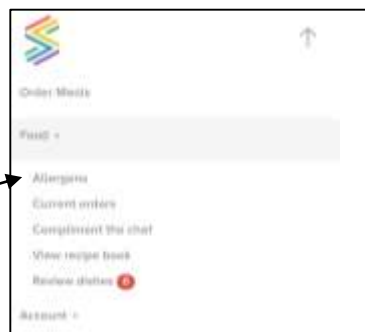 Order Meals
Food
Allergens
Current orders
Compliment the chef
View recipe book
Review dishes
Account